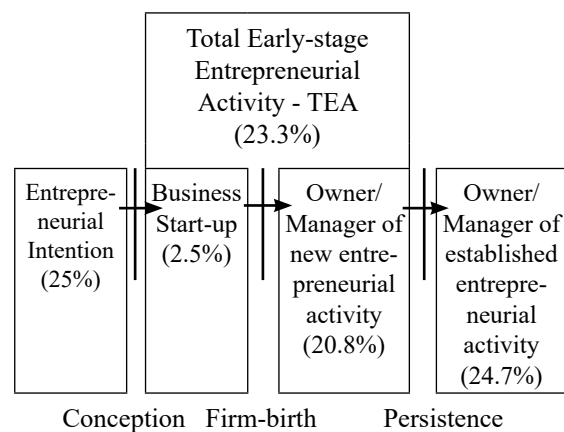 Total Early-stage
Entrepreneurial
Activity - TEA
(23.3%)
Entrepre-
neurial
Intention
(25%)
Business
Start-up
(2.5%)
Owner/
Manager of
new entre-
preneurial
activity
(20.8%)
Owner/
Manager of
established
entrepre-
neurial
activity
(24.7%)
Conception Firm-birth Persistence